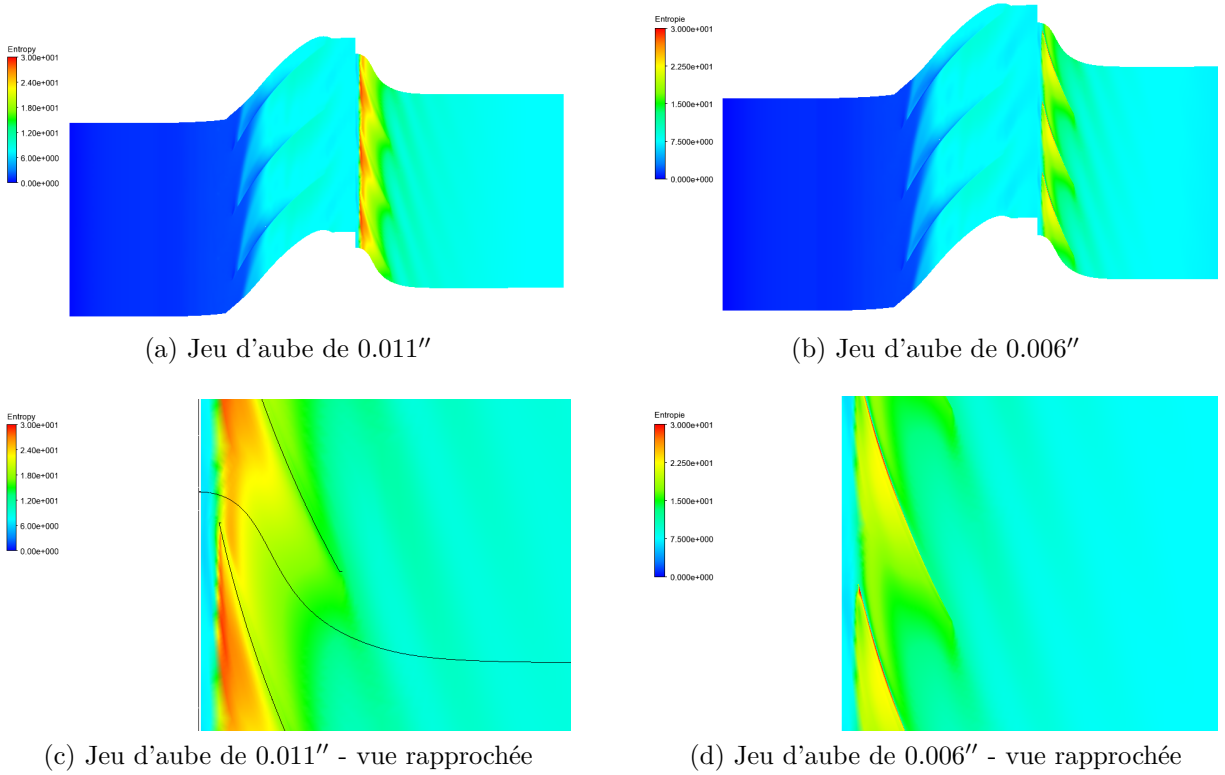 Entropy
3.00e+001
2.40e+001
1.80e+001
1.20e+001
6.00e+000
0.00e+000
Entropie
3.000e+001
2.250e+001
1.500e+001
7.500e+000
0.000e+000
(a) Jeu d'aube de 0.011″
(b) Jeu d'aube de 0.006″
Entropy
3.00e+001
2.40e+001
1.80e+001
1.20e+001
6.00e+000
0.00e+000
Entropie
3.000e+001
2.250e+001
1.500e+001
7.500e+000
0.000e+000
(c) Jeu d'aube de 0.011″ - vue rapprochée
(d) Jeu d'aube de 0.006″ - vue rapprochée